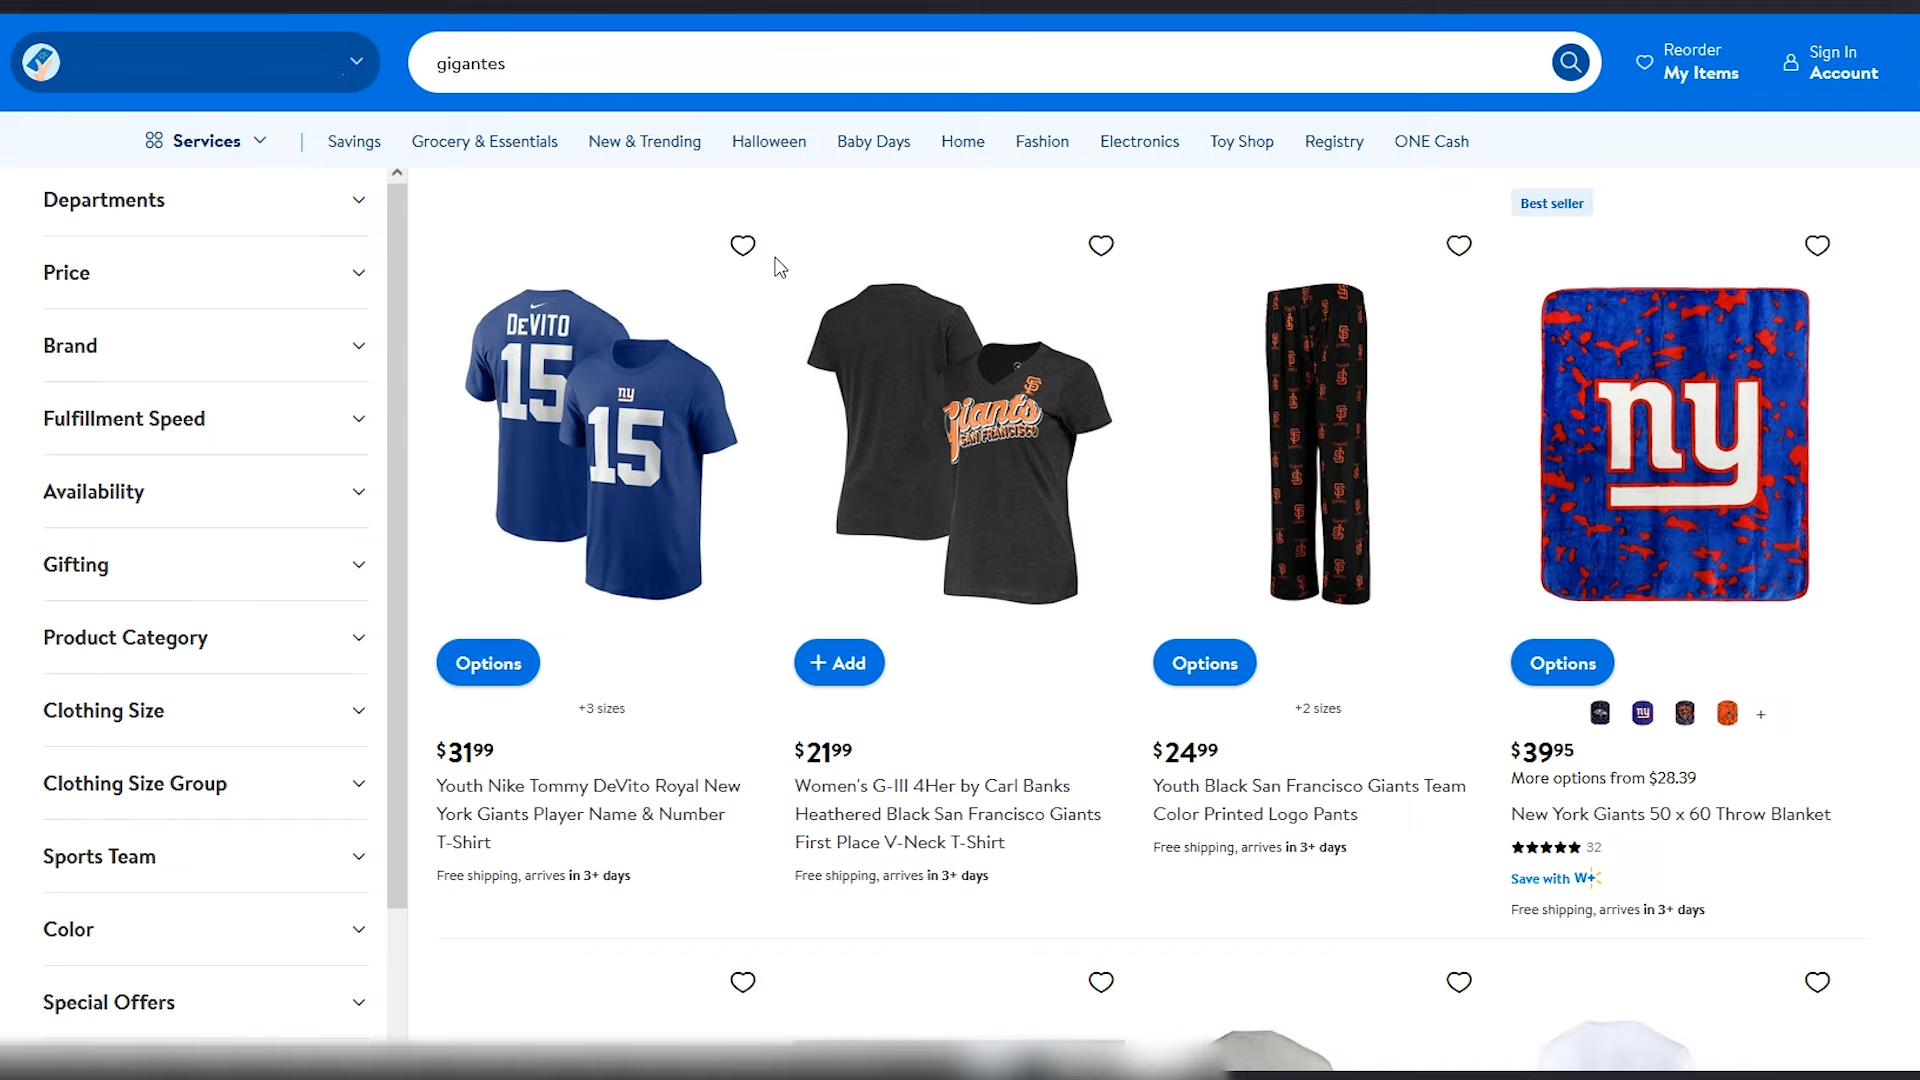 gigantes
Reorder
My Items
Sign In
Account
Services
Savings
Grocery & Essentials
New & Trending
Halloween
Baby Days
Home
Fashion
Electronics
Toy Shop
Registry
ONE Cash
Departments
Price
Brand
Fulfillment Speed
Availability
Gifting
Product Category
Clothing Size
Clothing Size Group
Sports Team
Color
Special Offers
Best seller
DEVITO
15
ny
15
Giants
SAN FRANCISCO
SF
ny
Options
+ Add
Options
Options
+3 sizes
+2 sizes
+
$3199
Youth Nike Tommy DeVito Royal New
York Giants Player Name & Number
T-Shirt
Free shipping, arrives in 3+ days
$2199
Women's G-III 4Her by Carl Banks
Heathered Black San Francisco Giants
First Place V-Neck T-Shirt
Free shipping, arrives in 3+ days
$2499
Youth Black San Francisco Giants Team
Color Printed Logo Pants
Free shipping, arrives in 3+ days
$3995
More options from $28.39
New York Giants 50 x 60 Throw Blanket
32
Save with W+
Free shipping, arrives in 3+ days